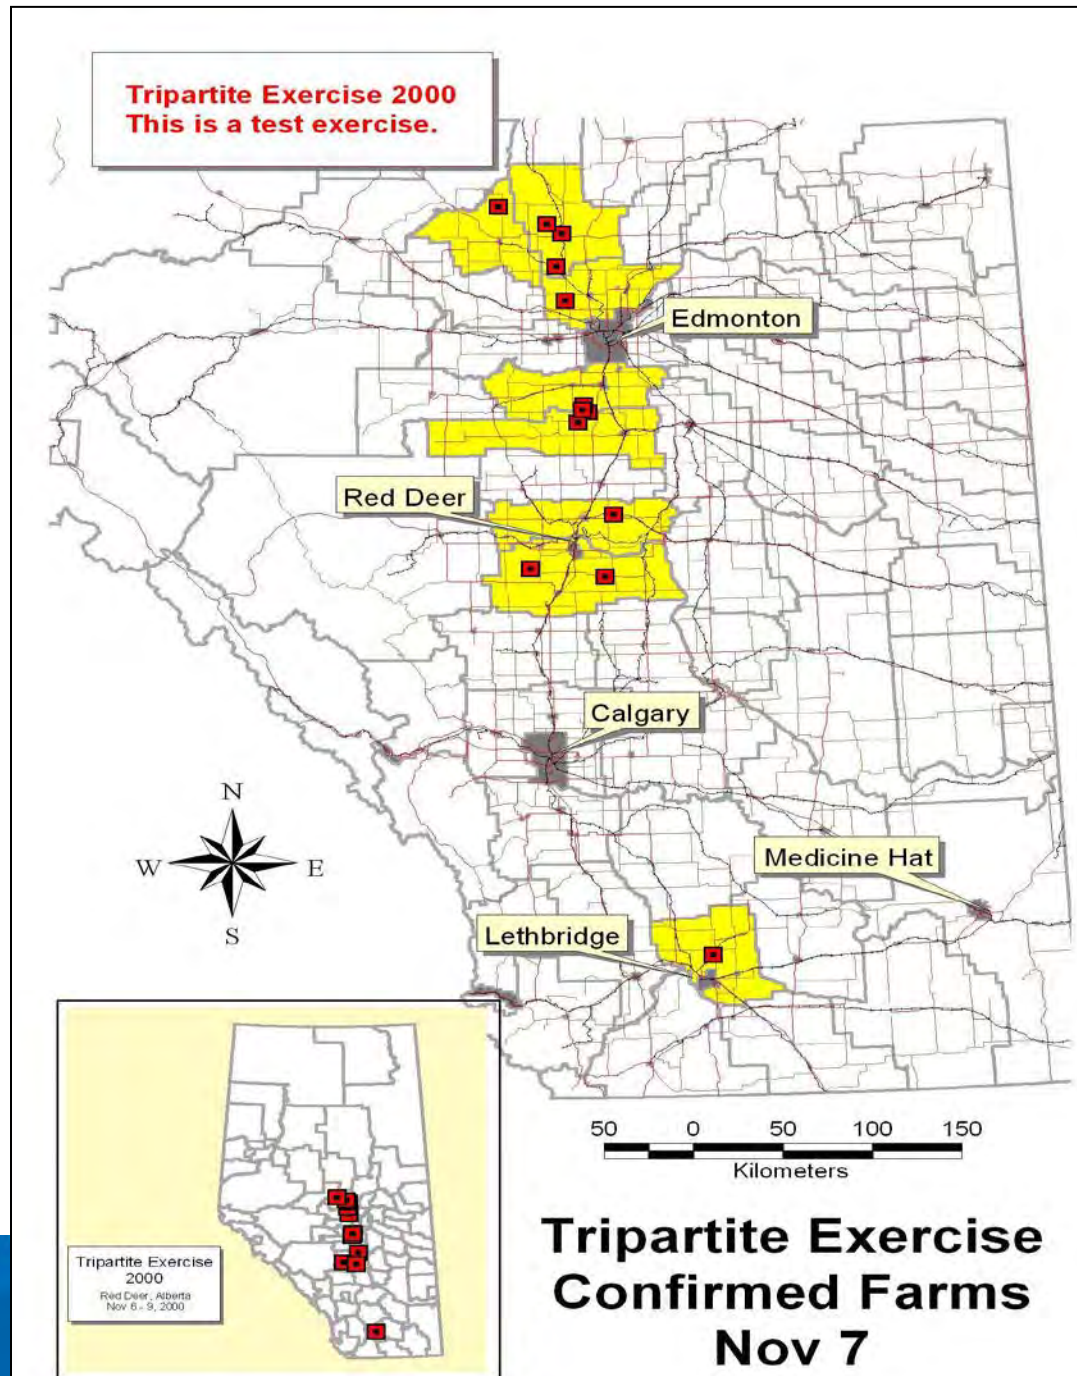 Tripartite Exercise 2000
This is a test exercise.
Edmonton
Red Deer
Calgary
N
W E
S
Medicine Hat
Lethbridge
50 0 50 100 150
Kilometers
Tripartite Exercise
2000
Red Deer, Alberta
Nov 6 - 9, 2000
Tripartite Exercise
Confirmed Farms
Nov 7